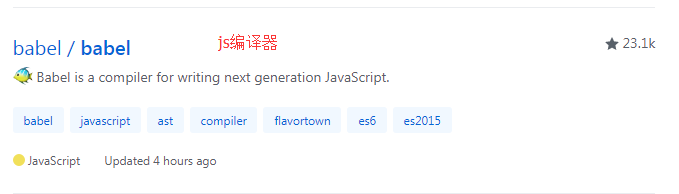 babel / babel js编译器 23.1k
Babel is a compiler for writing next generation JavaScript.
babel javascript ast compiler flavortown es6 es2015
JavaScript Updated 4 hours ago